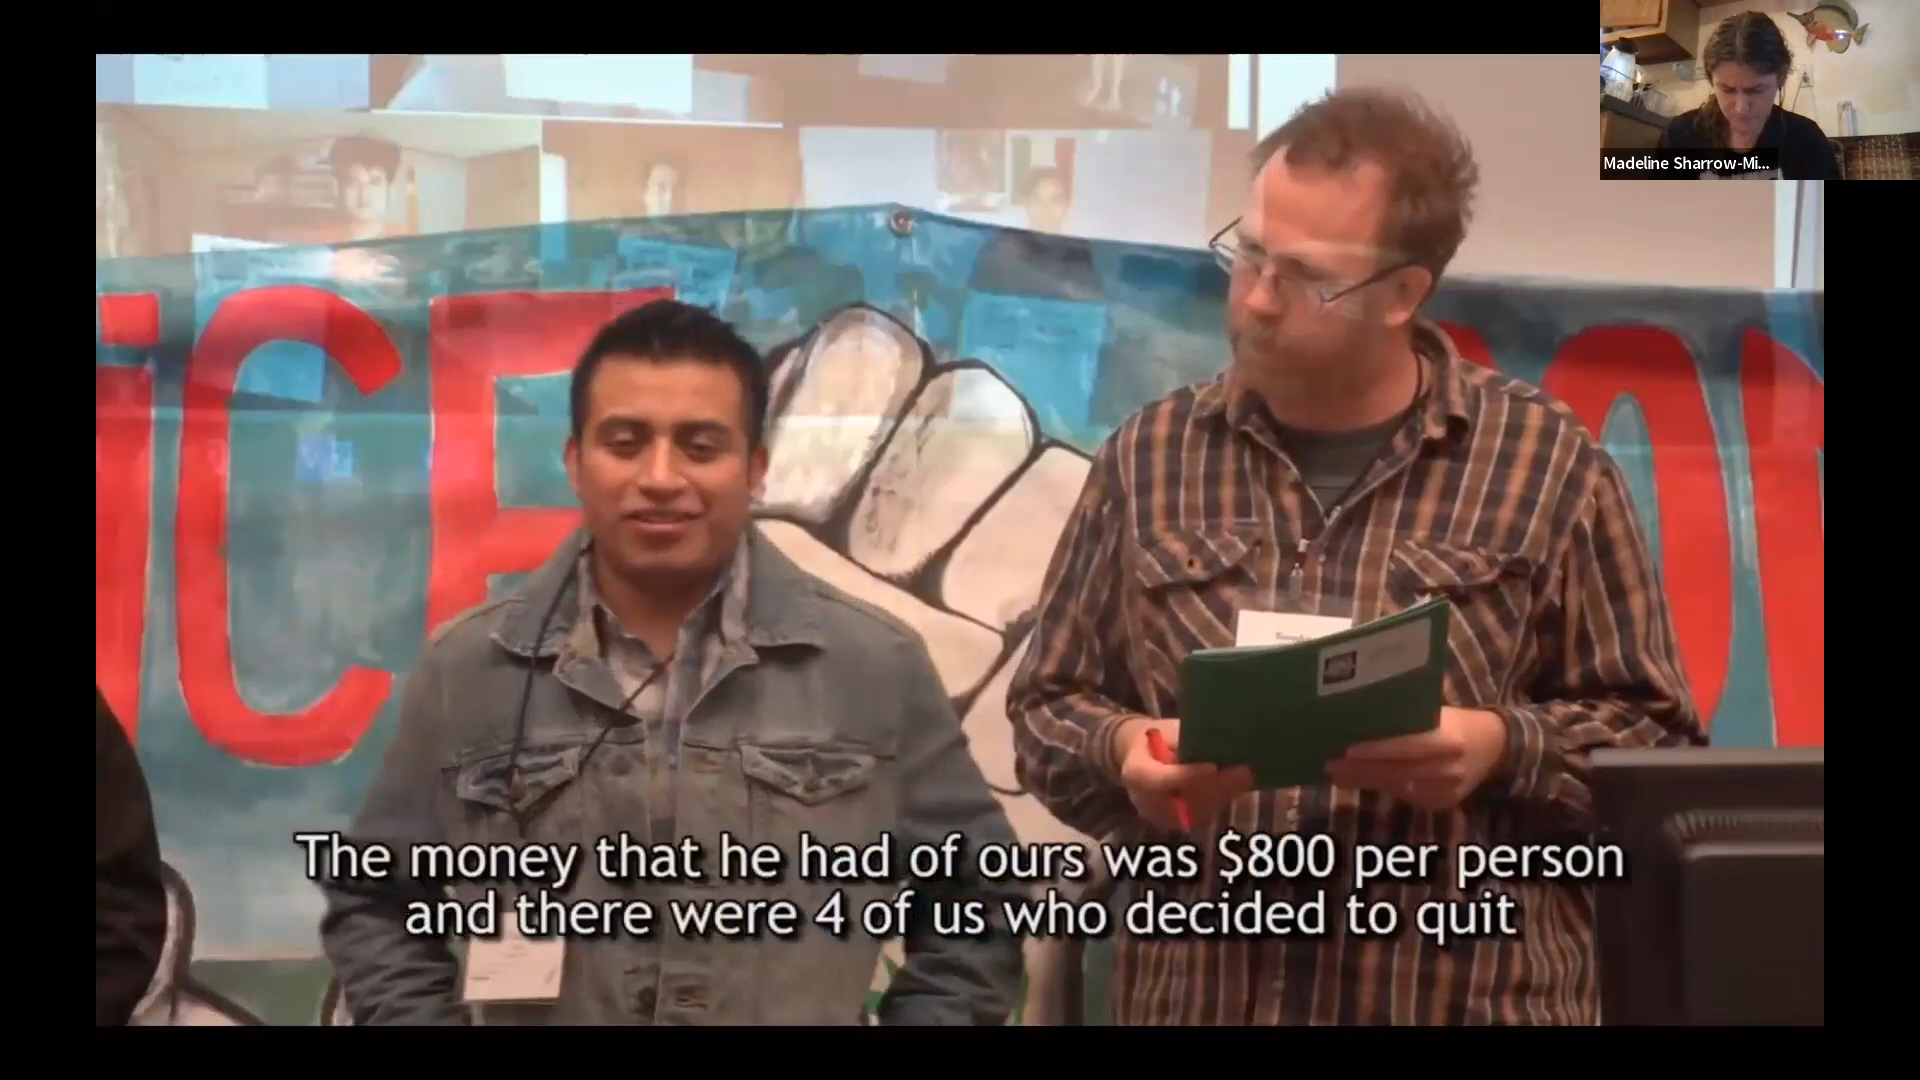 Madeline Sharrow-Mi...
iCE
The money that he had of ours was $800 per person
and there were 4 of us who decided to quit